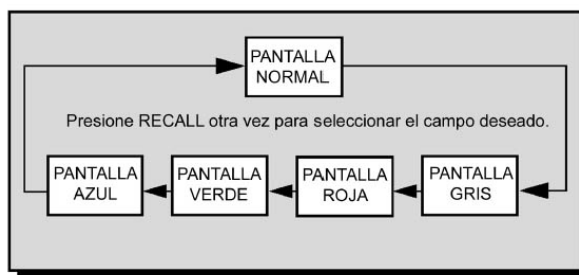 PANTALLA
NORMAL
Presione RECALL otra vez para seleccionar el campo deseado.
PANTALLA
AZUL
PANTALLA
VERDE
PANTALLA
ROJA
PANTALLA
GRIS